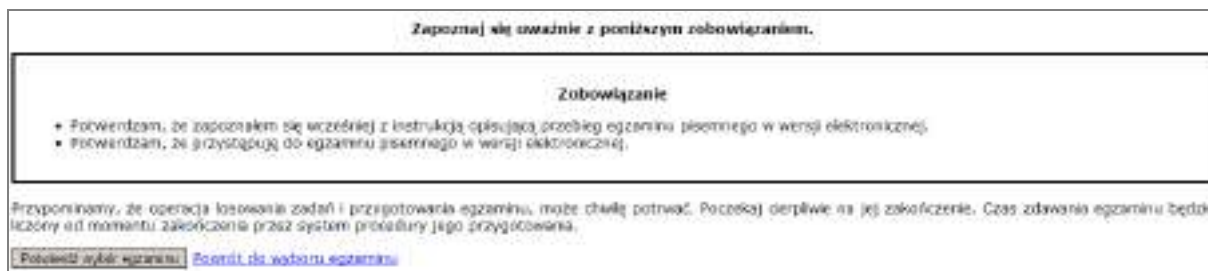 Zapoznaj się uważnie z poniższym zobowiązaniem.
Zobowiązanie
• Potwierdzam, że zapoznałem się wcześniej z instrukcją opisującą przebieg egzaminu pisemnego w wersji elektronicznej.
• Potwierdzam, że przystępuję do egzaminu pisemnego w wersji elektronicznej.
Przypominamy, że operacja losowania zadań i przygotowania egzaminu, może chwilę potrwać. Poczekaj cierpliwie na jej zakończenie. Czas zdawania egzaminu będzie
liczony od momentu zakończenia przez system procedury jego przygotowania.
Potwierdź wybór egzaminu Powrót do wyboru egzaminu